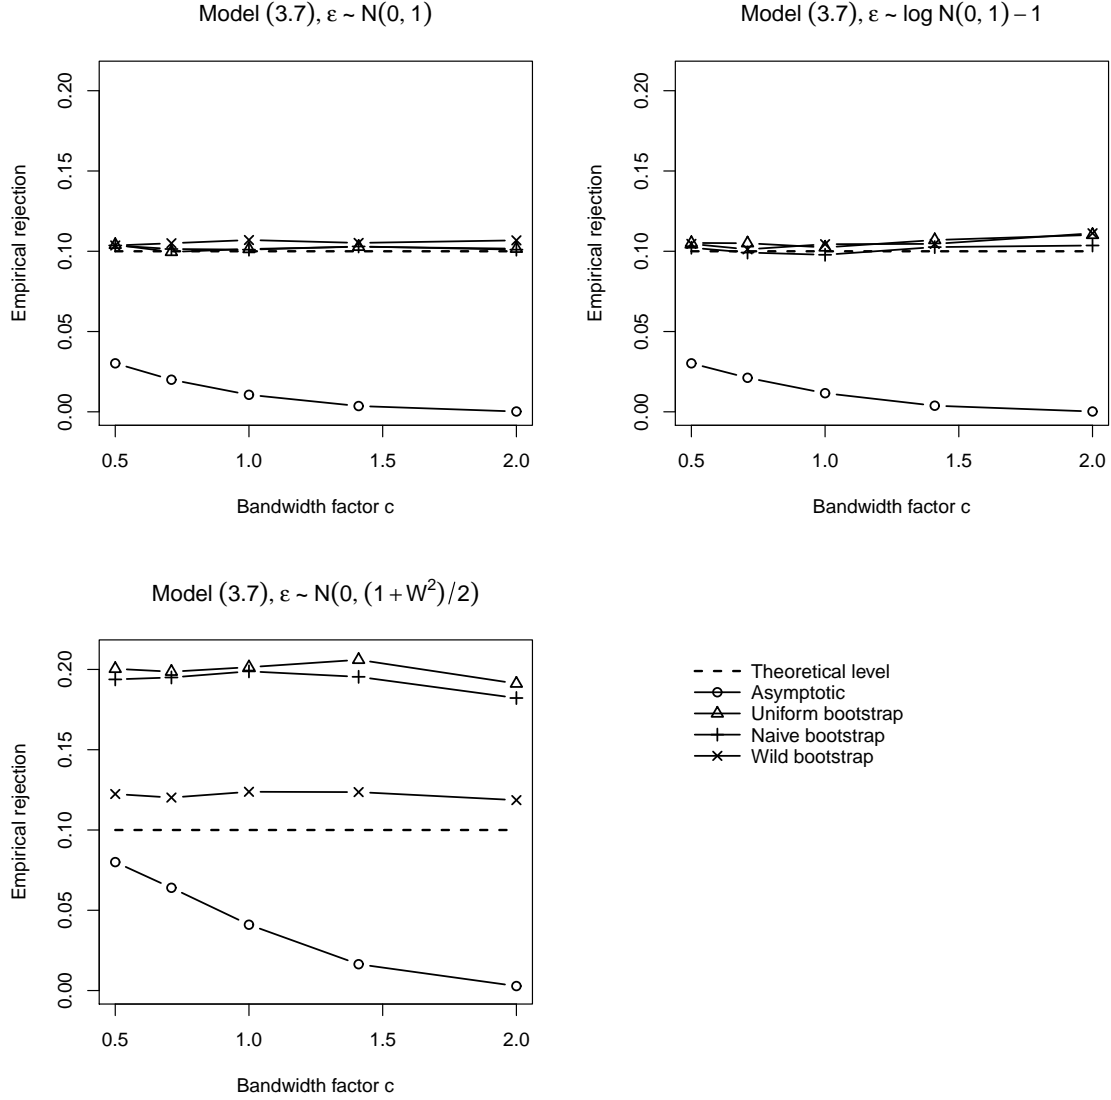 Model (3.7), ε ~ N(0, 1)
Empirical rejection
0.20
0.15
0.10
0.05
0.00
0.5
1.0
1.5
2.0
Bandwidth factor c
Model (3.7), ε ~ log N(0, 1) − 1
Empirical rejection
0.20
0.15
0.10
0.05
0.00
0.5
1.0
1.5
2.0
Bandwidth factor c
Model (3.7), ε ~ N(0, (1 + W²)/2)
Empirical rejection
0.20
0.15
0.10
0.05
0.00
0.5
1.0
1.5
2.0
Bandwidth factor c
Theoretical level
Asymptotic
Uniform bootstrap
Naive bootstrap
Wild bootstrap